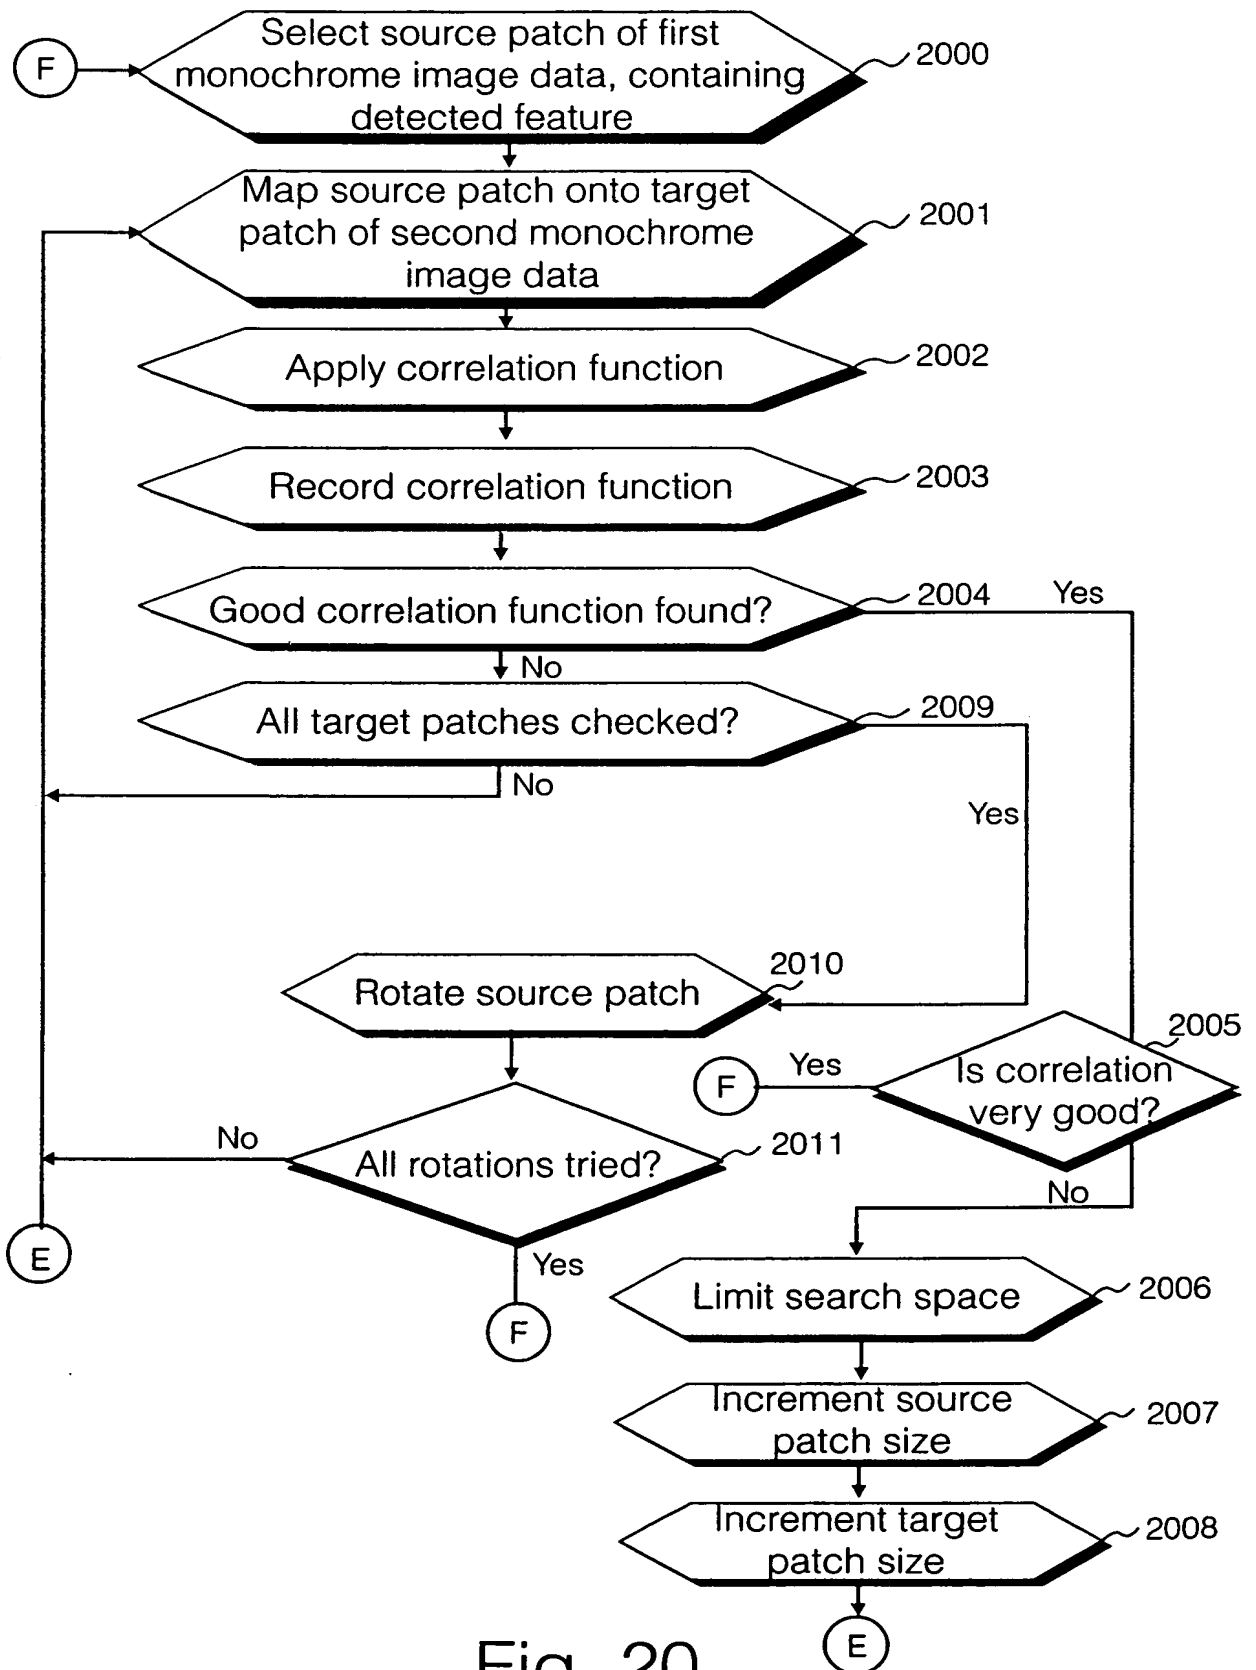 F
Select source patch of first
monochrome image data, containing
detected feature
2000
Map source patch onto target
patch of second monochrome
image data
2001
Apply correlation function
2002
Record correlation function
2003
Good correlation function found?
2004
Yes
No
All target patches checked?
2009
No
Yes
Rotate source patch
2010
2005
Is correlation
very good?
Yes
F
No
All rotations tried?
2011
No
Yes
E
F
Limit search space
2006
Increment source
patch size
2007
Increment target
patch size
2008
E
Fig. 20